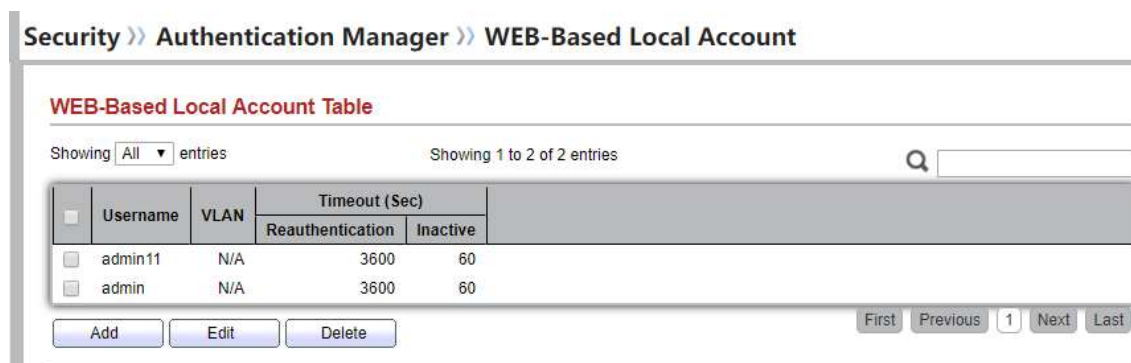 Security » Authentication Manager » WEB-Based Local Account
WEB-Based Local Account Table
Showing All entries Showing 1 to 2 of 2 entries
Username VLAN Timeout (Sec)
Reauthentication Inactive
admin11 N/A 3600 60
admin N/A 3600 60
Add Edit Delete First Previous 1 Next Last